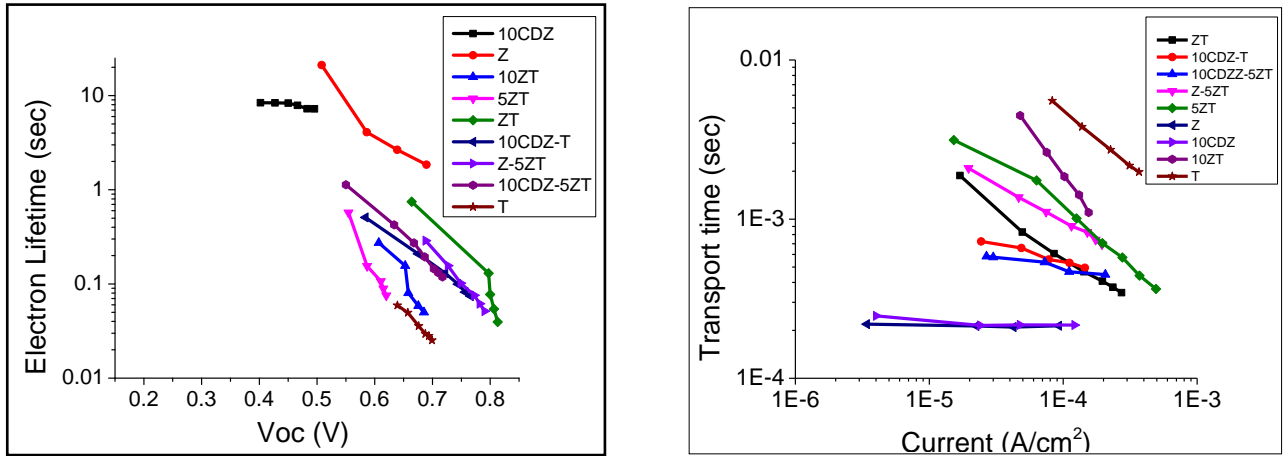 Electron Lifetime (sec)
10
1
0.1
0.01
0.2 0.3 0.4 0.5 0.6 0.7 0.8
Voc (V)
10CDZ
Z
10ZT
5ZT
ZT
10CDZ-T
Z-5ZT
10CDZ-5ZT
T
Transport time (sec)
0.01
1E-3
1E-4
1E-6 1E-5 1E-4 1E-3
Current (A/cm²)
ZT
10CDZ-T
10CDZZ-5ZT
Z-5ZT
5ZT
Z
10CDZ
10ZT
T